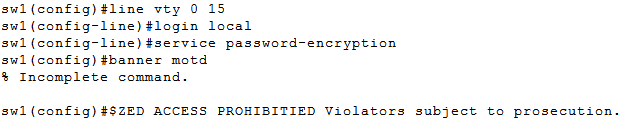 sw1(config)#line vty 0 15
sw1(config-line)#login local
sw1(config-line)#service password-encryption
sw1(config)#banner motd
% Incomplete command.
sw1(config)#$ZED ACCESS PROHIBITIED Violators subject to prosecution.